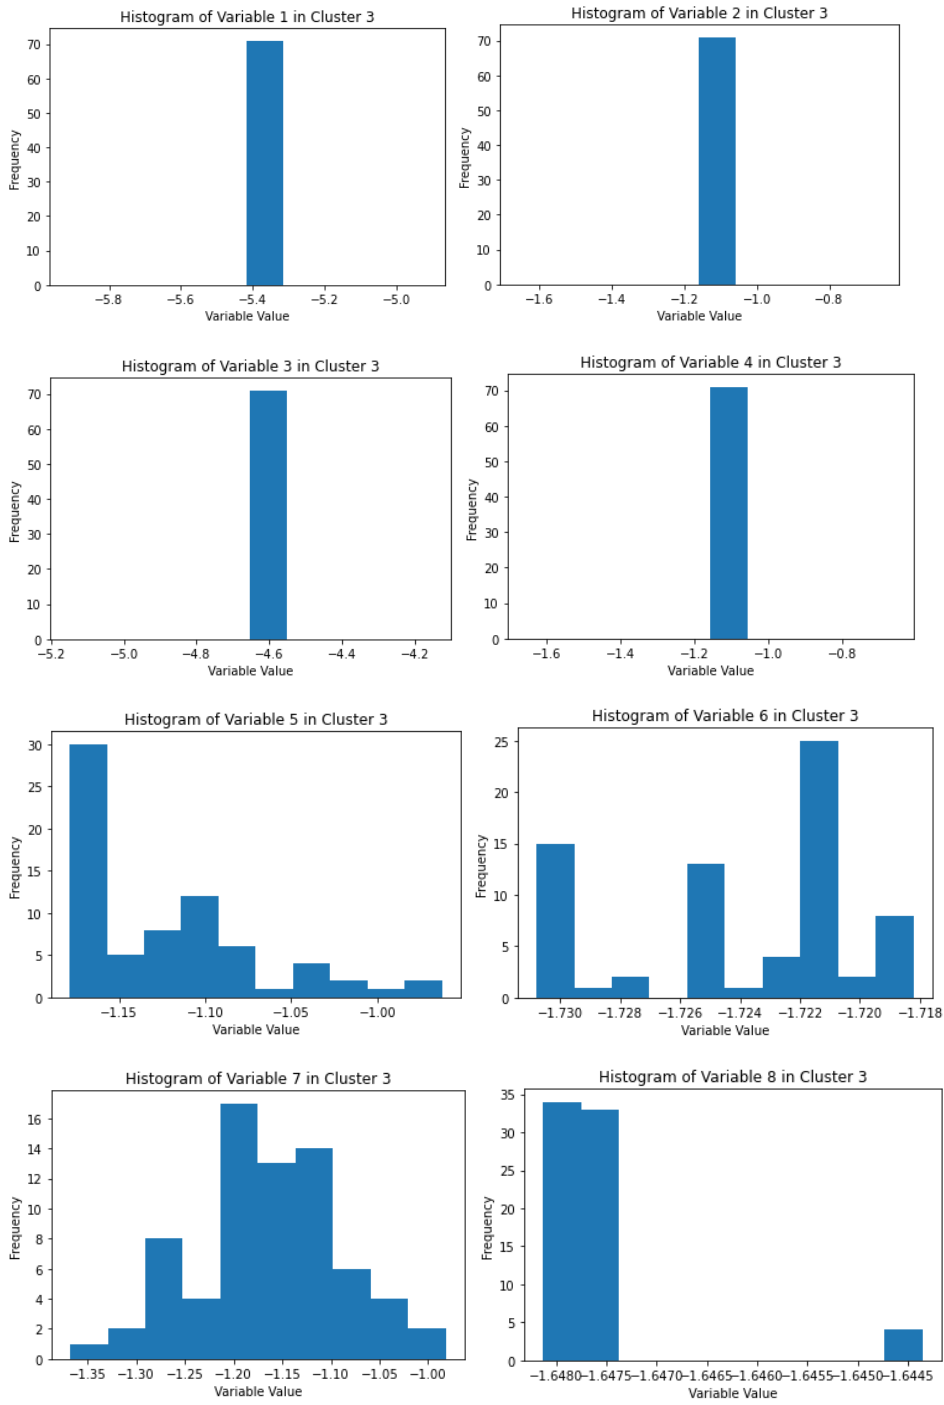 Histogram of Variable 1 in Cluster 3
70
60
50
40
30
20
10
0
Frequency
−5.8 −5.6 −5.4 −5.2 −5.0
Variable Value
Histogram of Variable 2 in Cluster 3
70
60
50
40
30
20
10
0
Frequency
−1.6 −1.4 −1.2 −1.0 −0.8
Variable Value
Histogram of Variable 3 in Cluster 3
70
60
50
40
30
20
10
0
Frequency
−5.2 −5.0 −4.8 −4.6 −4.4 −4.2
Variable Value
Histogram of Variable 4 in Cluster 3
70
60
50
40
30
20
10
0
Frequency
−1.6 −1.4 −1.2 −1.0 −0.8
Variable Value
Histogram of Variable 5 in Cluster 3
30
25
20
15
10
5
0
Frequency
−1.15 −1.10 −1.05 −1.00
Variable Value
Histogram of Variable 6 in Cluster 3
25
20
15
10
5
0
Frequency
−1.730 −1.728 −1.726 −1.724 −1.722 −1.720 −1.718
Variable Value
Histogram of Variable 7 in Cluster 3
16
14
12
10
8
6
4
2
0
Frequency
−1.35 −1.30 −1.25 −1.20 −1.15 −1.10 −1.05 −1.00
Variable Value
Histogram of Variable 8 in Cluster 3
35
30
25
20
15
10
5
0
Frequency
−1.6480 −1.6475 −1.6470 −1.6465 −1.6460 −1.6455 −1.6450 −1.6445
Variable Value